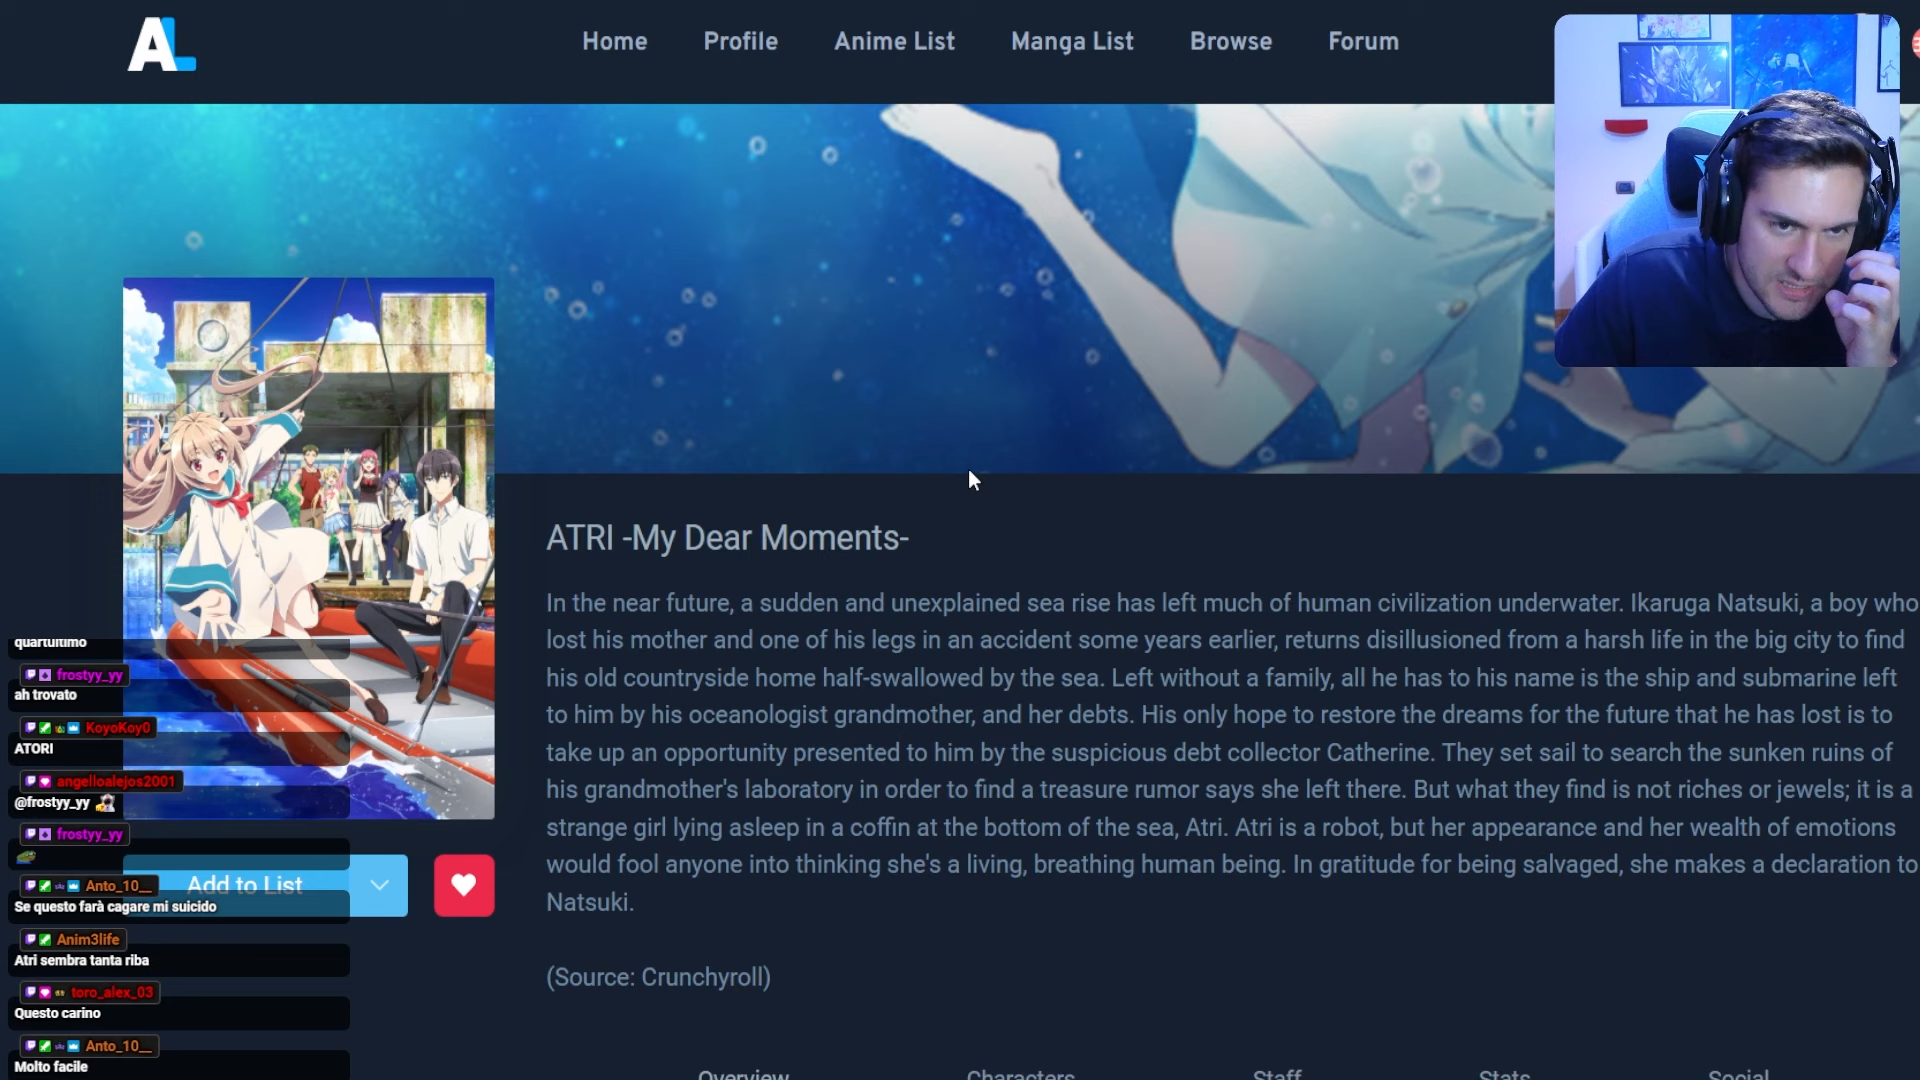 AL
Home Profile Anime List Manga List Browse Forum
ATRI -My Dear Moments-
In the near future, a sudden and unexplained sea rise has left much of human civilization underwater. Ikaruga Natsuki, a boy who
lost his mother and one of his legs in an accident some years earlier, returns disillusioned from a harsh life in the big city to find
his old countryside home half-swallowed by the sea. Left without a family, all he has to his name is the ship and submarine left
to him by his oceanologist grandmother, and her debts. His only hope to restore the dreams for the future that he has lost is to
take up an opportunity presented to him by the suspicious debt collector Catherine. They set sail to search the sunken ruins of
his grandmother's laboratory in order to find a treasure rumor says she left there. But what they find is not riches or jewels; it is a
strange girl lying asleep in a coffin at the bottom of the sea, Atri. Atri is a robot, but her appearance and her wealth of emotions
would fool anyone into thinking she's a living, breathing human being. In gratitude for being salvaged, she makes a declaration to
Natsuki.
(Source: Crunchyroll)
quartultimo
frostyy_yy
ah trovato
KoyoKoy0
ATORI
angelloalejos2001
@frostyy_yy
frostyy_yy
Add to List
Anto_10__
Se questo farà cagare mi suicido
Anim3life
Atri sembra tanta riba
toro_alex_03
Questo carino
Anto_10__
Molto facile
Overview Characters Staff Stats Social